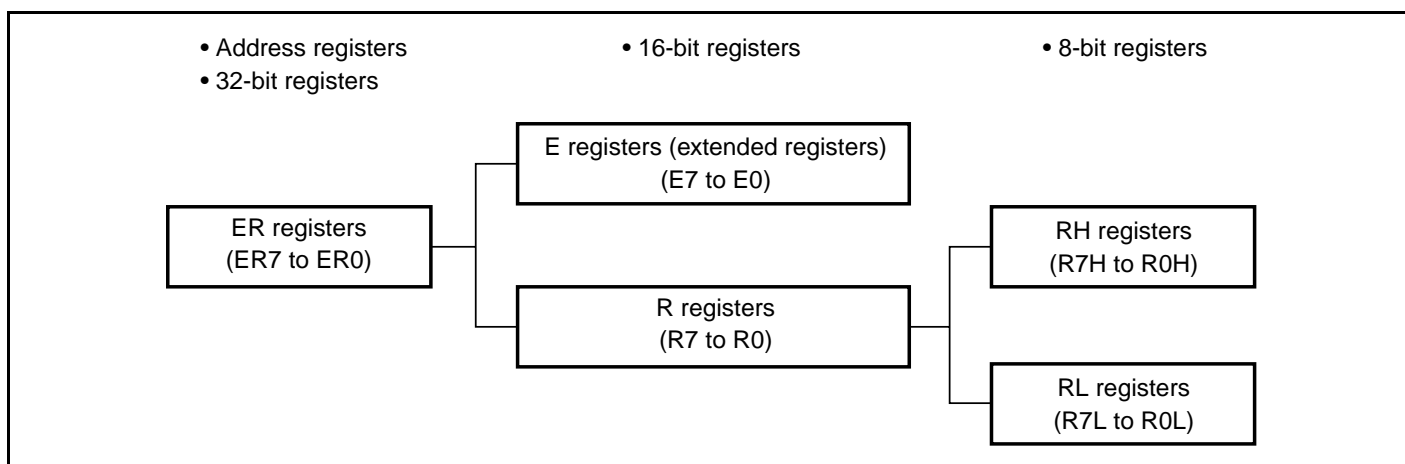 • Address registers
• 32-bit registers
• 16-bit registers
• 8-bit registers
E registers (extended registers)
(E7 to E0)
ER registers
(ER7 to ER0)
RH registers
(R7H to R0H)
R registers
(R7 to R0)
RL registers
(R7L to R0L)